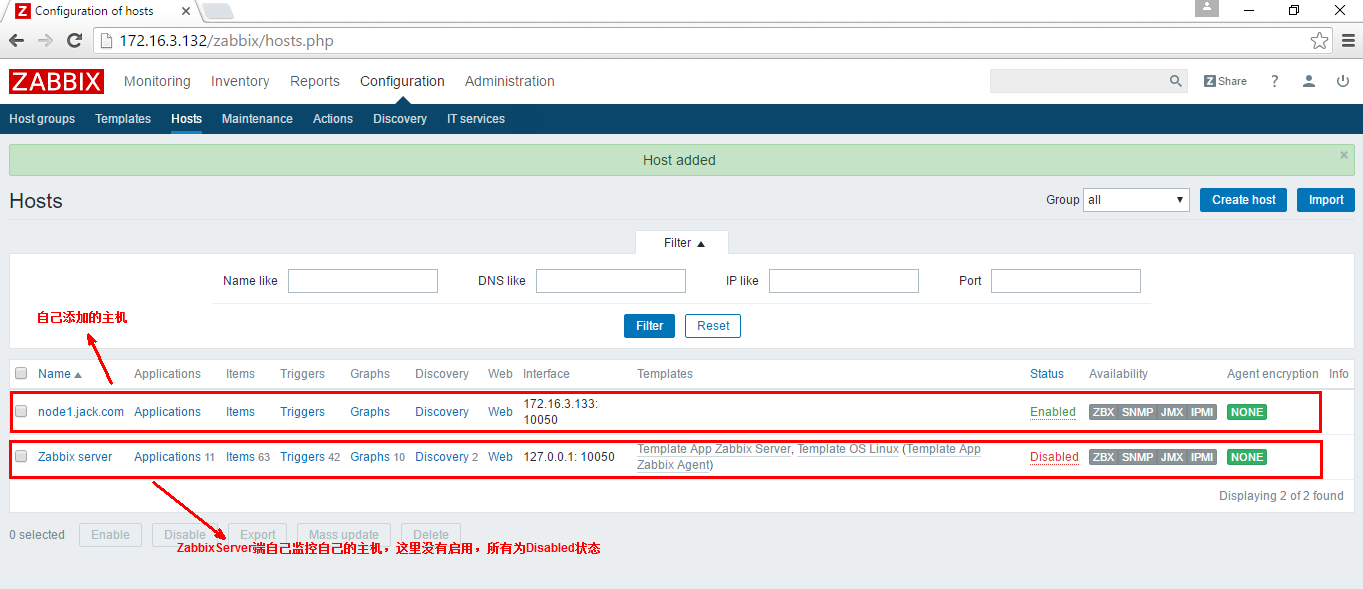 Z Configuration of hosts
172.16.3.132/zabbix/hosts.php
ZABBIX Monitoring Inventory Reports Configuration Administration Z Share ?
Host groups Templates Hosts Maintenance Actions Discovery IT services
Host added
Hosts Group all Create host Import
Filter
Name like DNS like IP like Port
自己添加的主机
Filter Reset
Name Applications Items Triggers Graphs Discovery Web Interface Templates Status Availability Agent encryption Info
node1.jack.com Applications Items Triggers Graphs Discovery Web 172.16.3.133: Enabled ZBX SNMP JMX IPMI NONE
10050
Zabbix server Applications 11 Items 63 Triggers 42 Graphs 10 Discovery 2 Web 127.0.0.1: 10050 Template App Zabbix Server, Template OS Linux (Template App Disabled ZBX SNMP JMX IPMI NONE
Zabbix Agent)
Displaying 2 of 2 found
0 selected Enable Disable Export Mass update Delete
ZabbixServer端自己监控自己的主机，这里没有启用，所有为Disabled状态